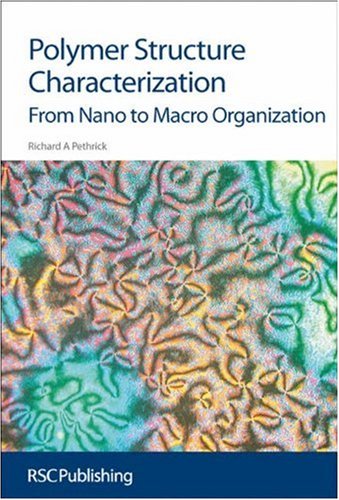 Polymer Structure
Characterization
From Nano to Macro Organization
Richard A Pethrick
RSCPublishing